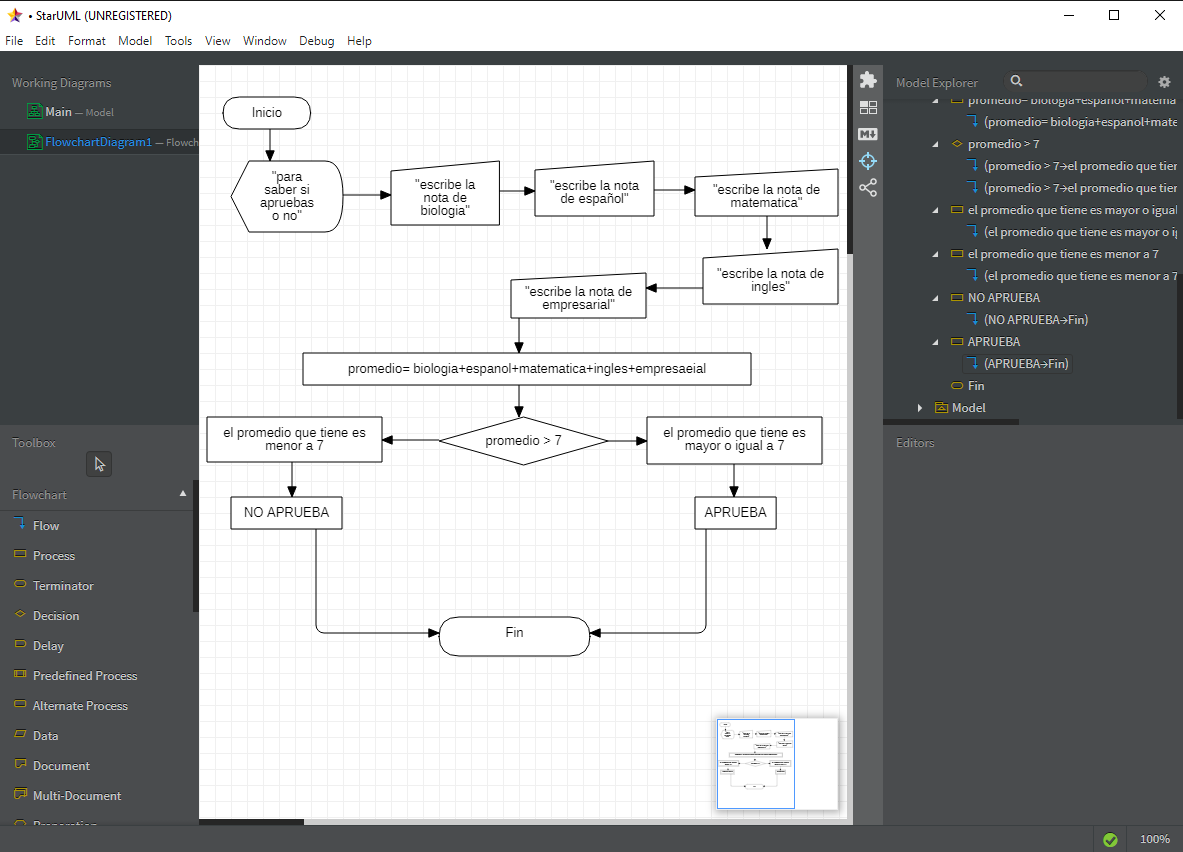 • StarUML (UNREGISTERED)
File Edit Format Model Tools View Window Debug Help
Working Diagrams
Main — Model
FlowchartDiagram1 — Flowch
Toolbox
Flowchart
Flow
Process
Terminator
Decision
Delay
Predefined Process
Alternate Process
Data
Document
Multi-Document
Preparation
Inicio
"para
saber si
apruebas
o no"
"escribe la
nota de
biologia"
"escribe la nota
de español"
"escribe la nota de
matematica"
"escribe la nota de
ingles"
"escribe la nota de
empresarial"
promedio= biologia+espanol+matematica+ingles+empresaeial
promedio > 7
el promedio que tiene es
menor a 7
el promedio que tiene es
mayor o igual a 7
NO APRUEBA
APRUEBA
Fin
M
Model Explorer
promedio= biologia+espanol+matema
(promedio= biologia+espanol+mate
promedio > 7
(promedio > 7→el promedio que tier
(promedio > 7→el promedio que tier
el promedio que tiene es mayor o igual
(el promedio que tiene es mayor o ig
el promedio que tiene es menor a 7
(el promedio que tiene es menor a 7
NO APRUEBA
(NO APRUEBA→Fin)
APRUEBA
(APRUEBA→Fin)
Fin
Model
Editors
100%